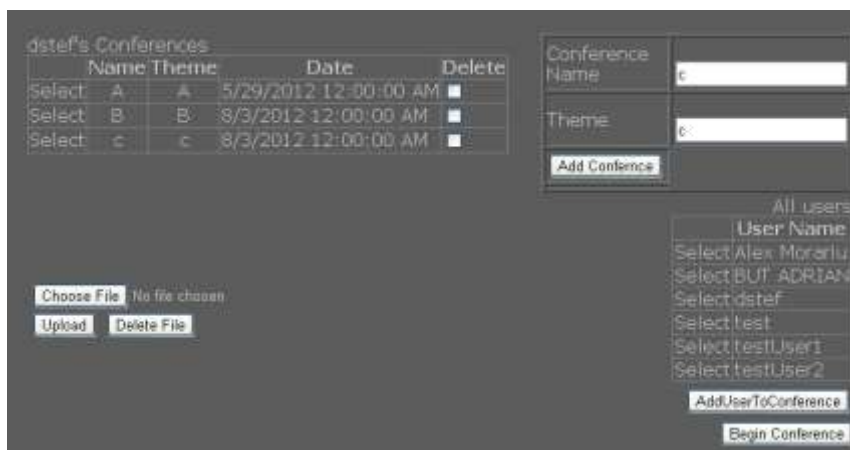 dstef's Conferences
Name Theme Date Delete
Select A A 5/29/2012 12:00:00 AM
Select B B 8/3/2012 12:00:00 AM
Select c c 8/3/2012 12:00:00 AM
Conference Name c
Theme c
Add Confernce
All users
User Name
Select Alex Morariu
Select BUT ADRIAN
Select dstef
Select test
Select testUser1
Select testUser2
Choose File No file chosen
Upload Delete File
AddUserToConference
Begin Conference